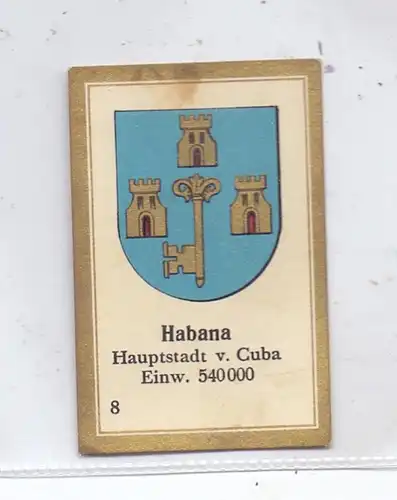 Habana
Hauptstadt v. Cuba
Einw. 540000
8